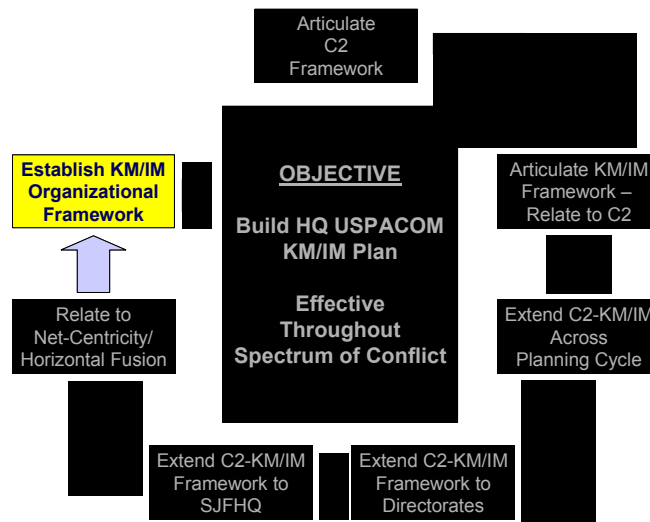 Articulate
C2
Framework
Establish KM/IM
Organizational
Framework
OBJECTIVE
Build HQ USPACOM
KM/IM Plan
Effective
Throughout
Spectrum of Conflict
Articulate KM/IM
Framework –
Relate to C2
Relate to
Net-Centricity/
Horizontal Fusion
Extend C2-KM/IM
Across
Planning Cycle
Extend C2-KM/IM
Framework to
SJFHQ
Extend C2-KM/IM
Framework to
Directorates